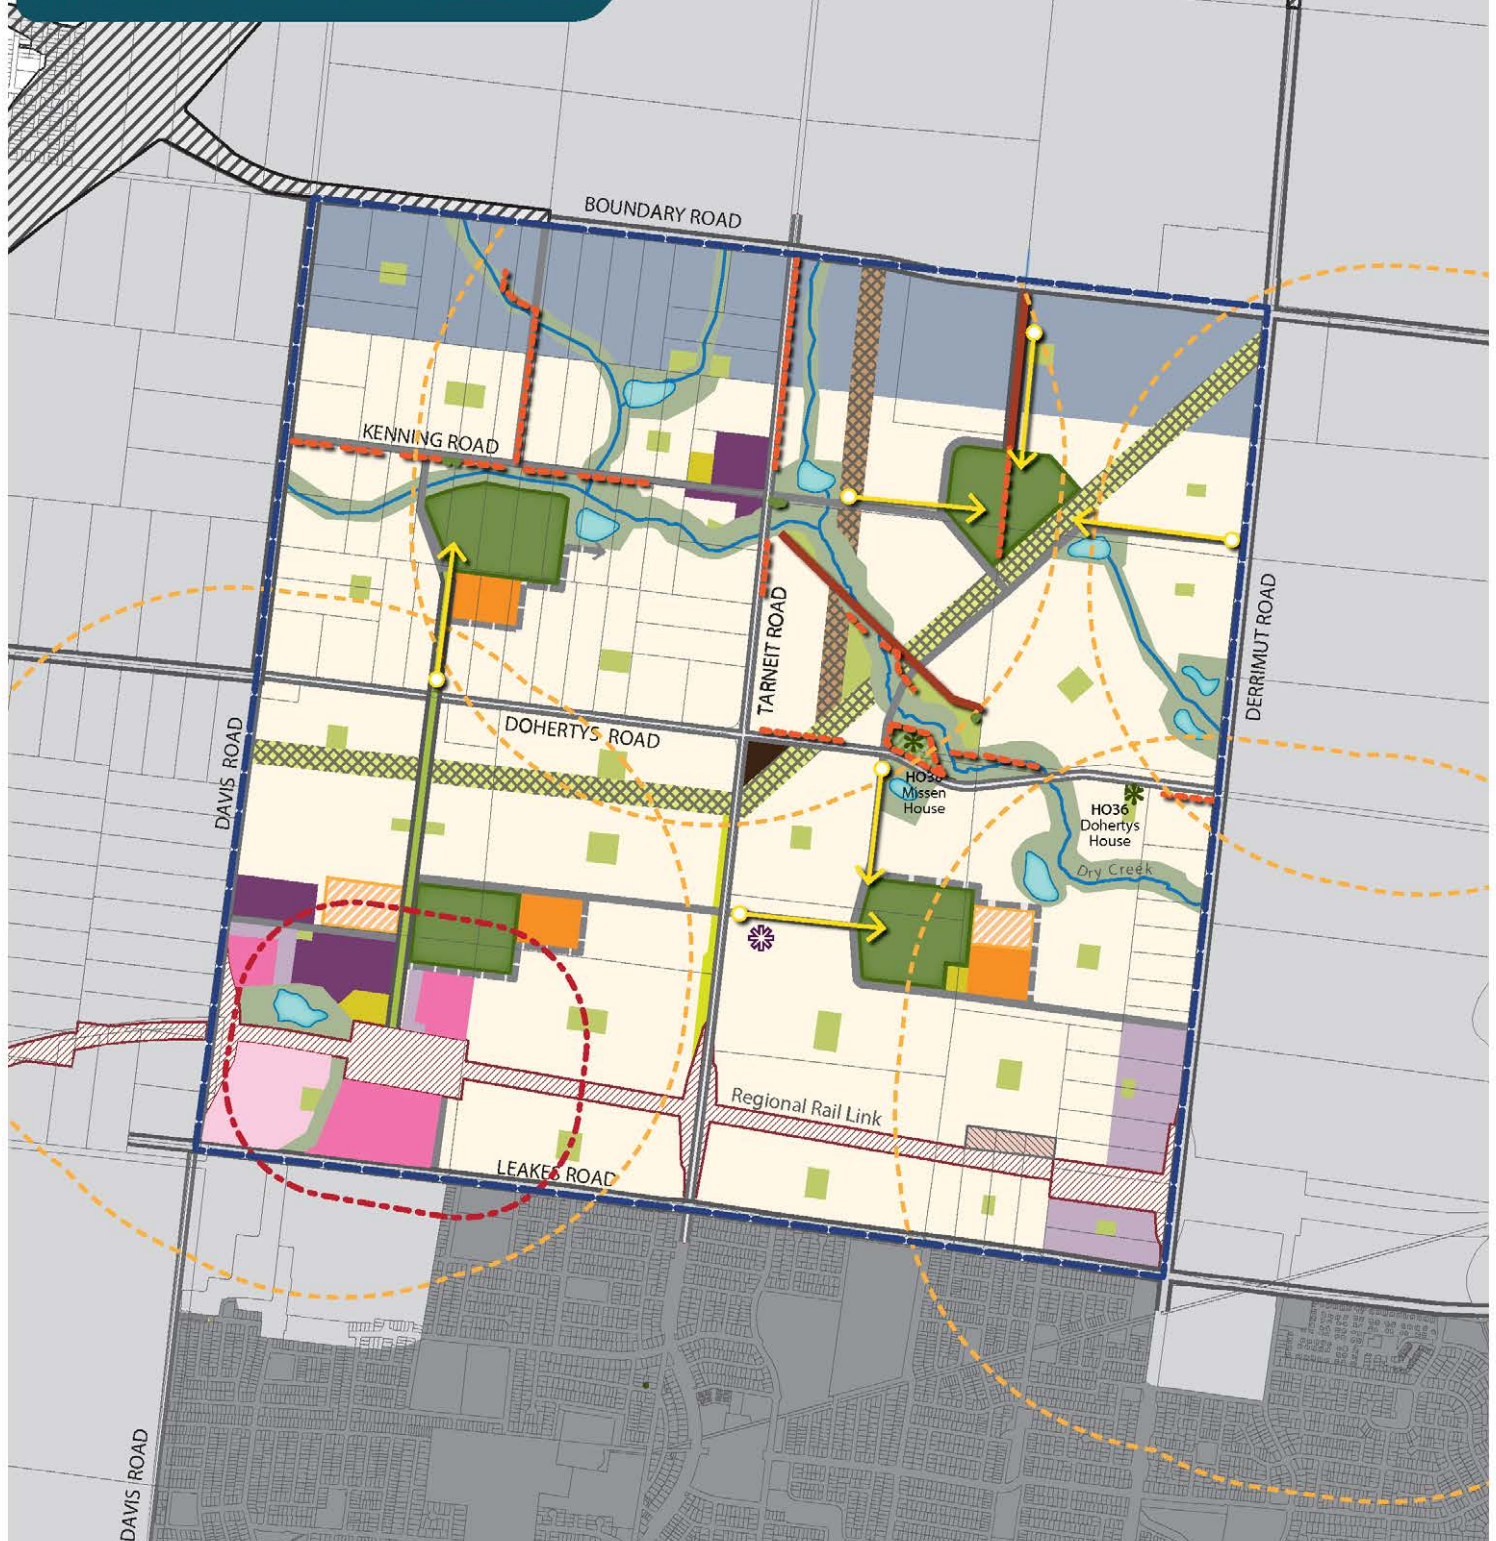 BOUNDARY ROAD
KENNING ROAD
TARNEIT ROAD
DERRIMUT ROAD
DOHERTYS ROAD
DAVIS ROAD
HO38
Missen
House
HO36
Dohertys
House
Dry Creek
Regional Rail Link
LEAKES ROAD
DAVIS ROAD